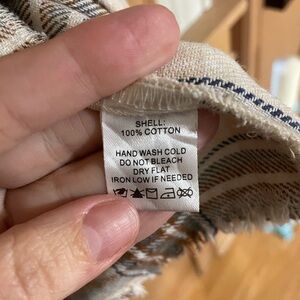 SHELL:
100% COTTON
HAND WASH COLD
DO NOT BLEACH
DRY FLAT
IRON LOW IF NEEDED